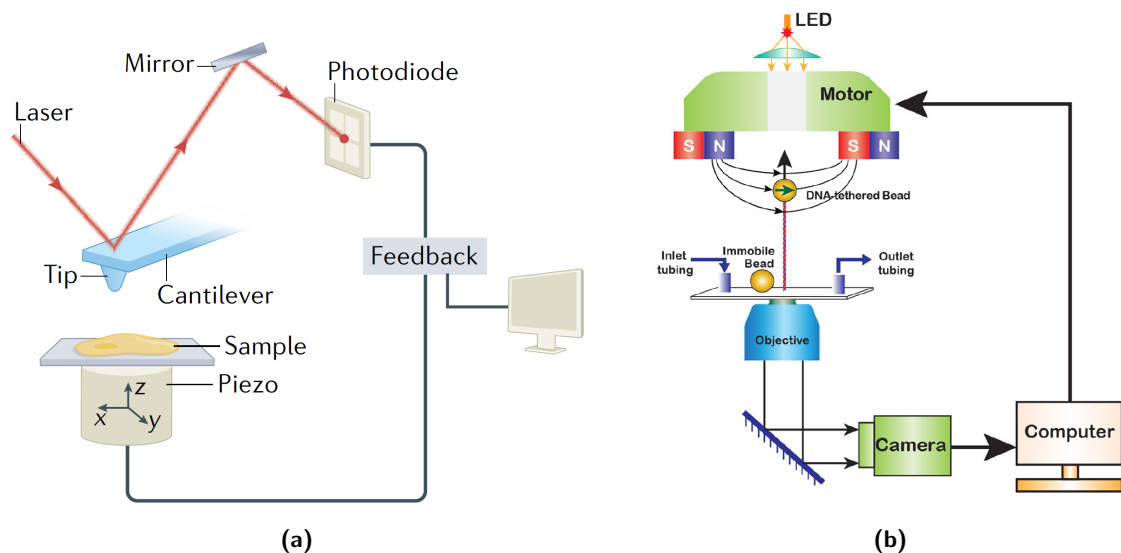 Mirror
Photodiode
Laser
Tip
Cantilever
Feedback
Sample
Piezo
z
x
y
(a)
LED
Motor
S
N
S
N
DNA-tethered Bead
Immobile
Bead
Inlet
tubing
Outlet
tubing
Objective
Camera
Computer
(b)